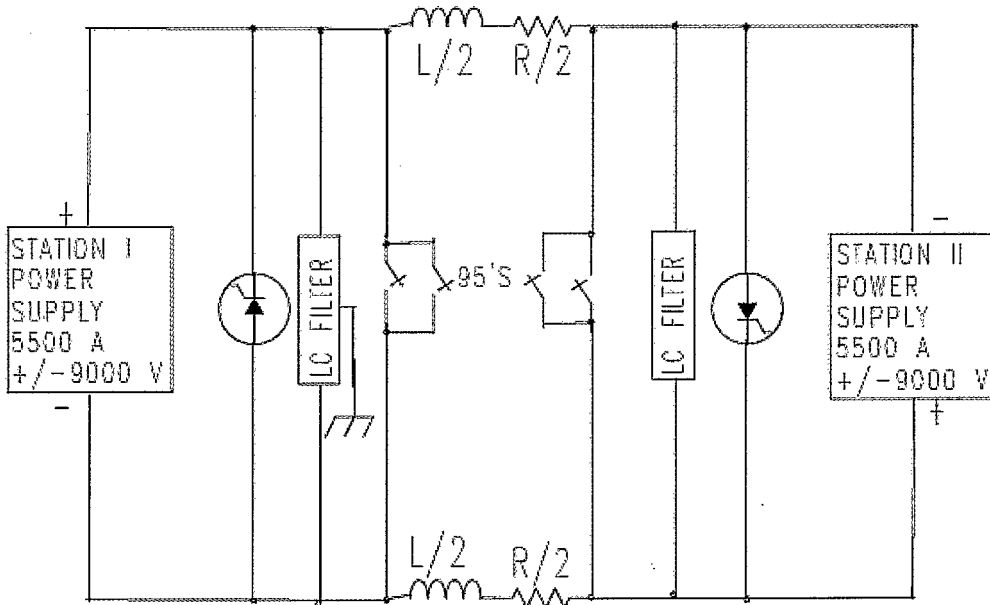 L/2 R/2
+
STATION I
POWER
SUPPLY
5500 A
+/-9000 V
-
LC FILTER
95'S
LC FILTER
-
STATION II
POWER
SUPPLY
5500 A
+/-9000 V
+
L/2 R/2